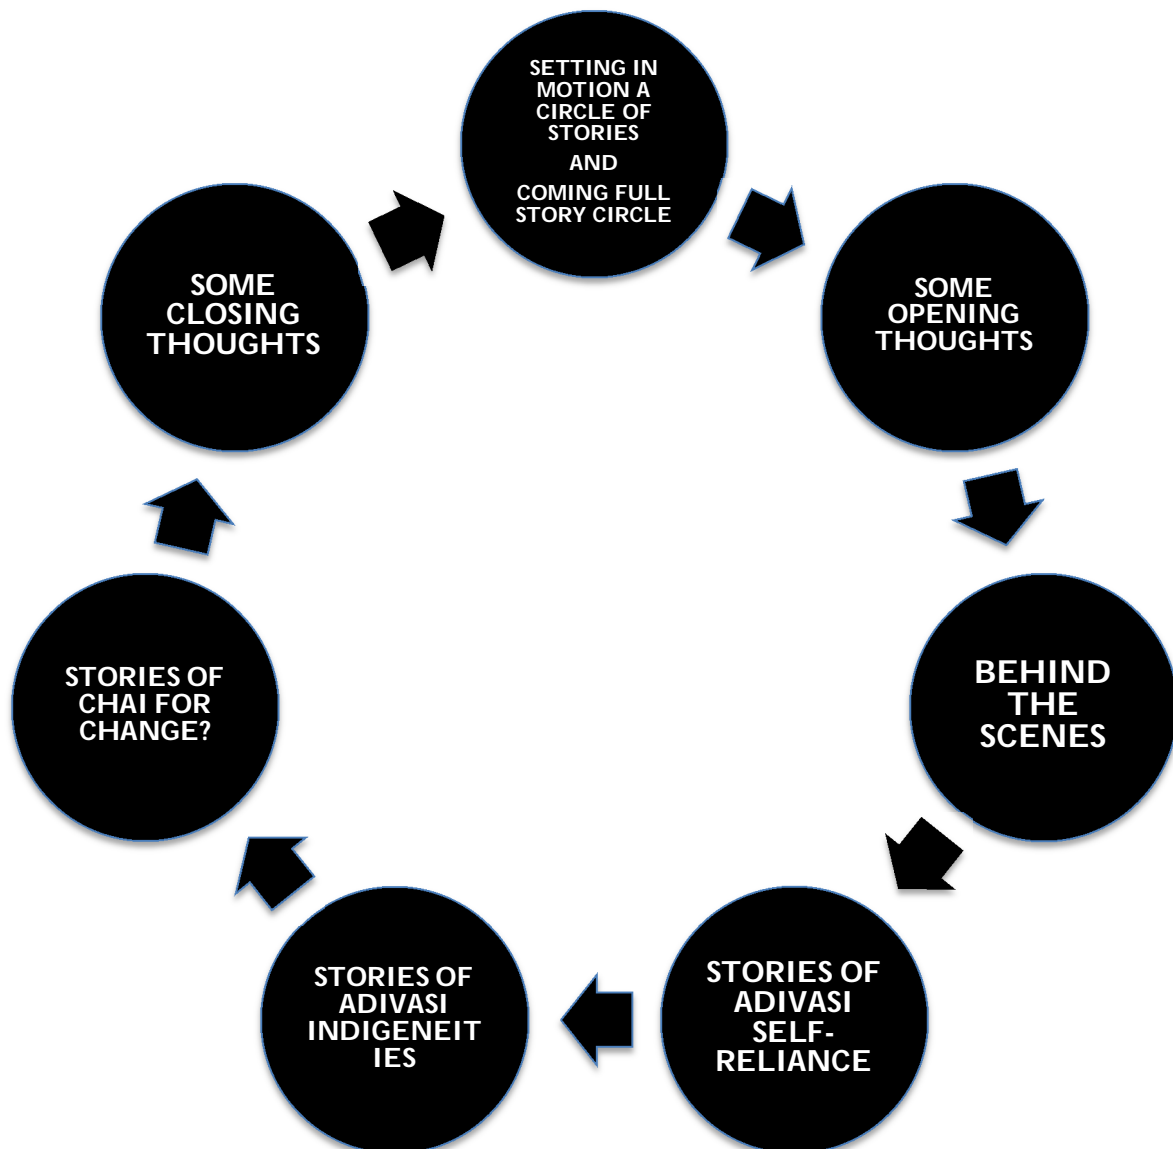 SETTING IN
MOTION A
CIRCLE OF
STORIES
AND
COMING FULL
STORY CIRCLE
SOME
OPENING
THOUGHTS
BEHIND
THE
SCENES
STORIES OF
ADIVASI
SELF-
RELIANCE
STORIES OF
ADIVASI
INDIGENEIT
IES
STORIES OF
CHAI FOR
CHANGE?
SOME
CLOSING
THOUGHTS